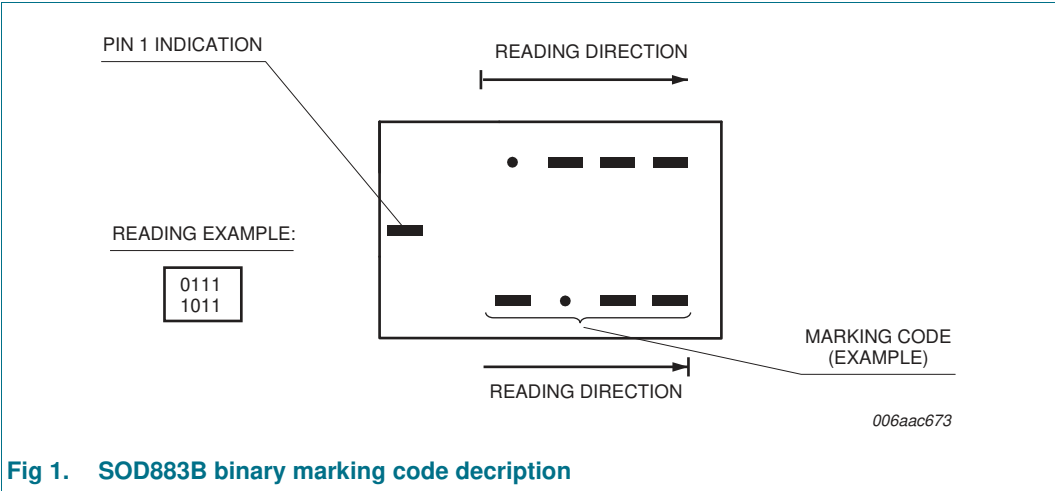 PIN 1 INDICATION
READING DIRECTION
READING EXAMPLE:
0111
1011
MARKING CODE
(EXAMPLE)
READING DIRECTION
006aac673
Fig 1. SOD883B binary marking code decription